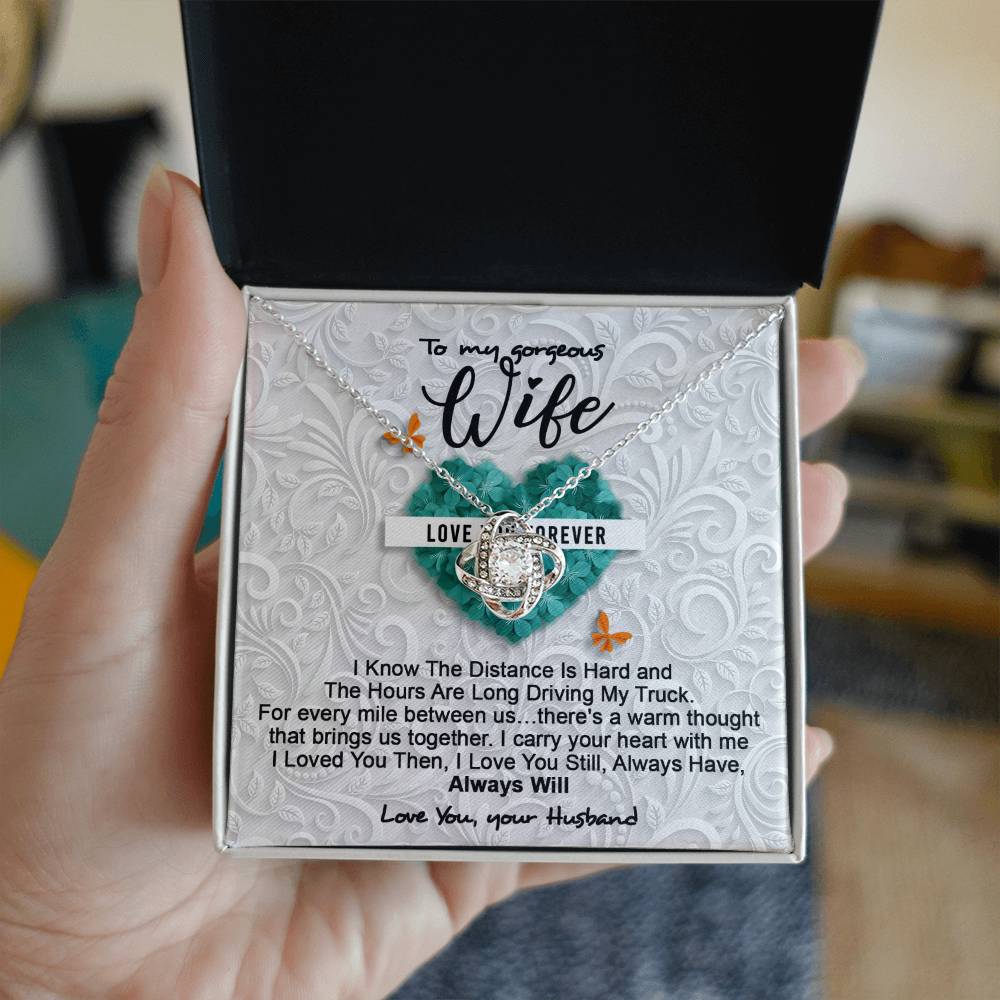 To my gorgeous
Wife
LOVE FOREVER
I Know The Distance Is Hard and
The Hours Are Long Driving My Truck.
For every mile between us...there's a warm thought
that brings us together. I carry your heart with me
I Loved You Then, I Love You Still, Always Have,
Always Will
Love You, your Husband